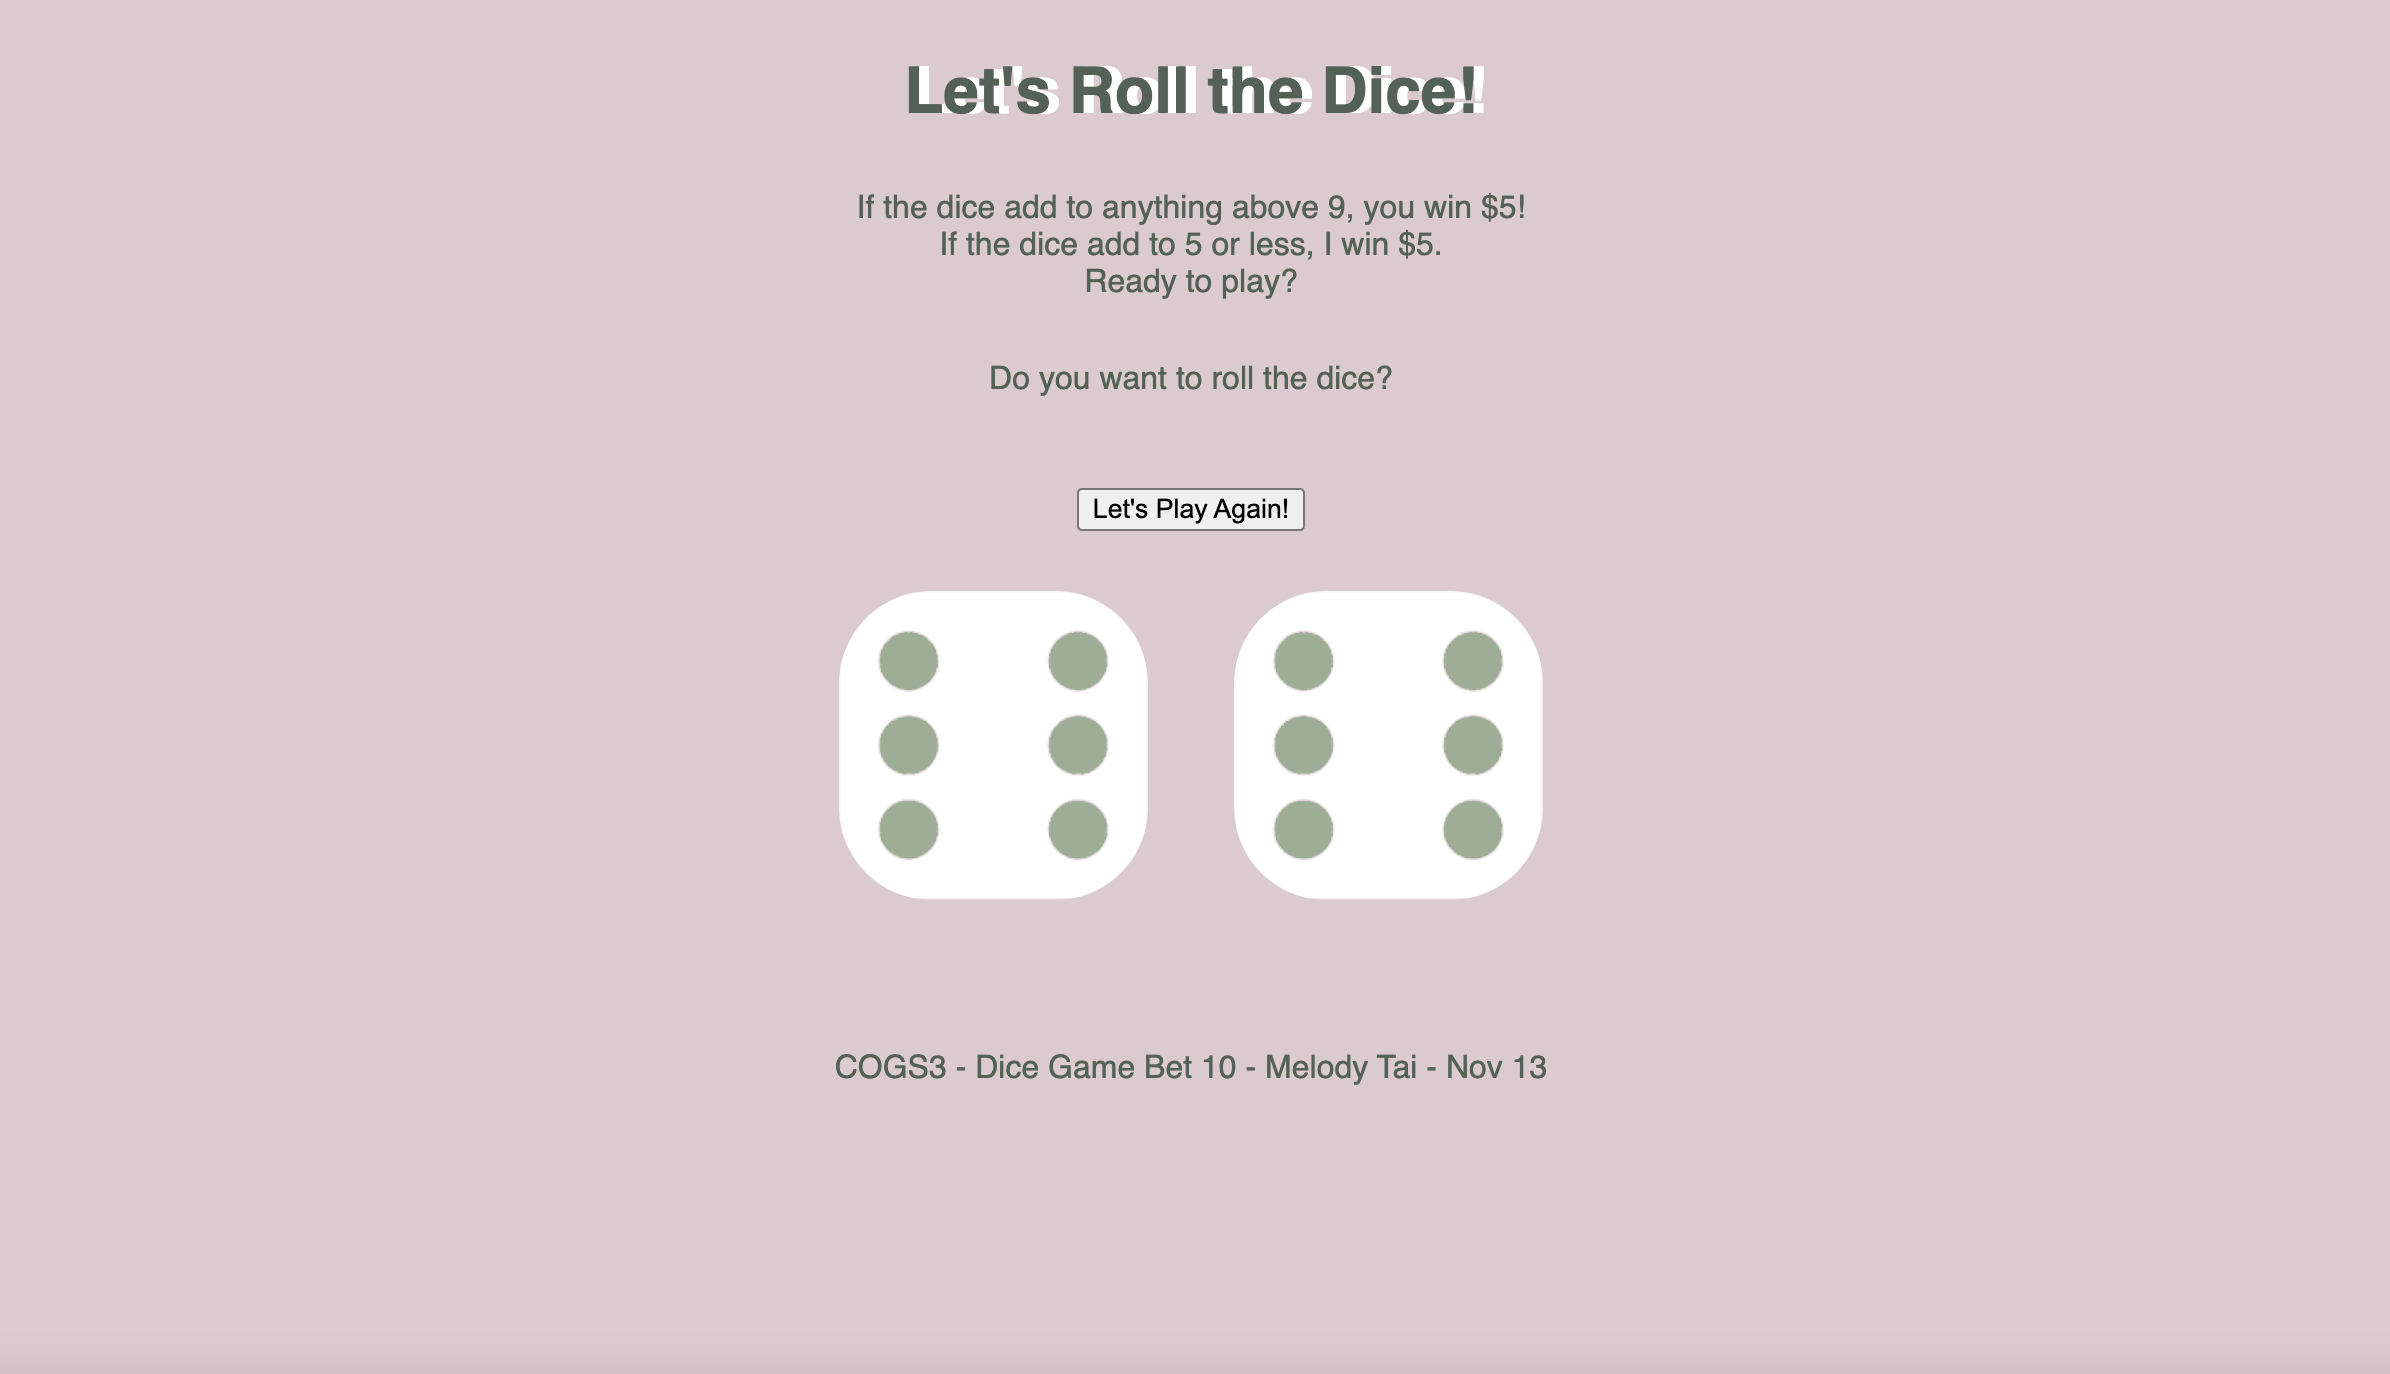 Let's Roll the Dice!
If the dice add to anything above 9, you win $5!
If the dice add to 5 or less, I win $5.
Ready to play?
Do you want to roll the dice?
Let's Play Again!
COGS3 - Dice Game Bet 10 - Melody Tai - Nov 13